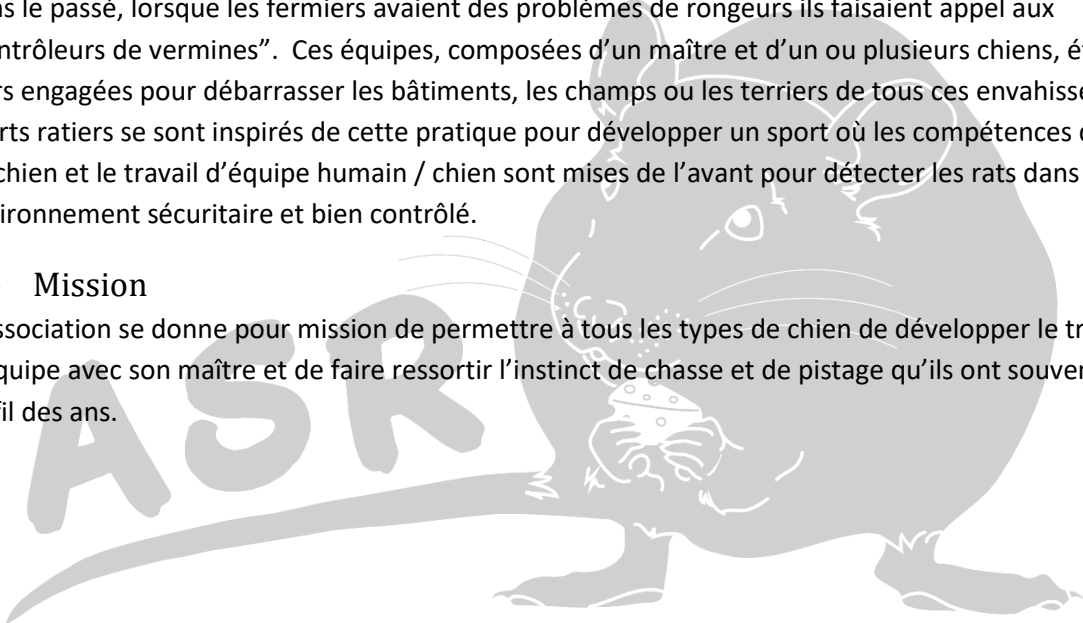 ns le passé, lorsque les fermiers avaient des problèmes de rongeurs ils faisaient appel aux
ntrôleurs de vermines”. Ces équipes, composées d’un maître et d’un ou plusieurs chiens, ét
rs engagées pour débarrasser les bâtiments, les champs ou les terriers de tous ces envahisse
rts ratiers se sont inspirés de cette pratique pour développer un sport où les compétences d
chien et le travail d’équipe humain / chien sont mises de l’avant pour détecter les rats dans
vironnement sécuritaire et bien contrôlé.
Mission
ssociation se donne pour mission de permettre à tous les types de chien de développer le tr
quipe avec son maître et de faire ressortir l’instinct de chasse et de pistage qu’ils ont souven
fil des ans.
ASR